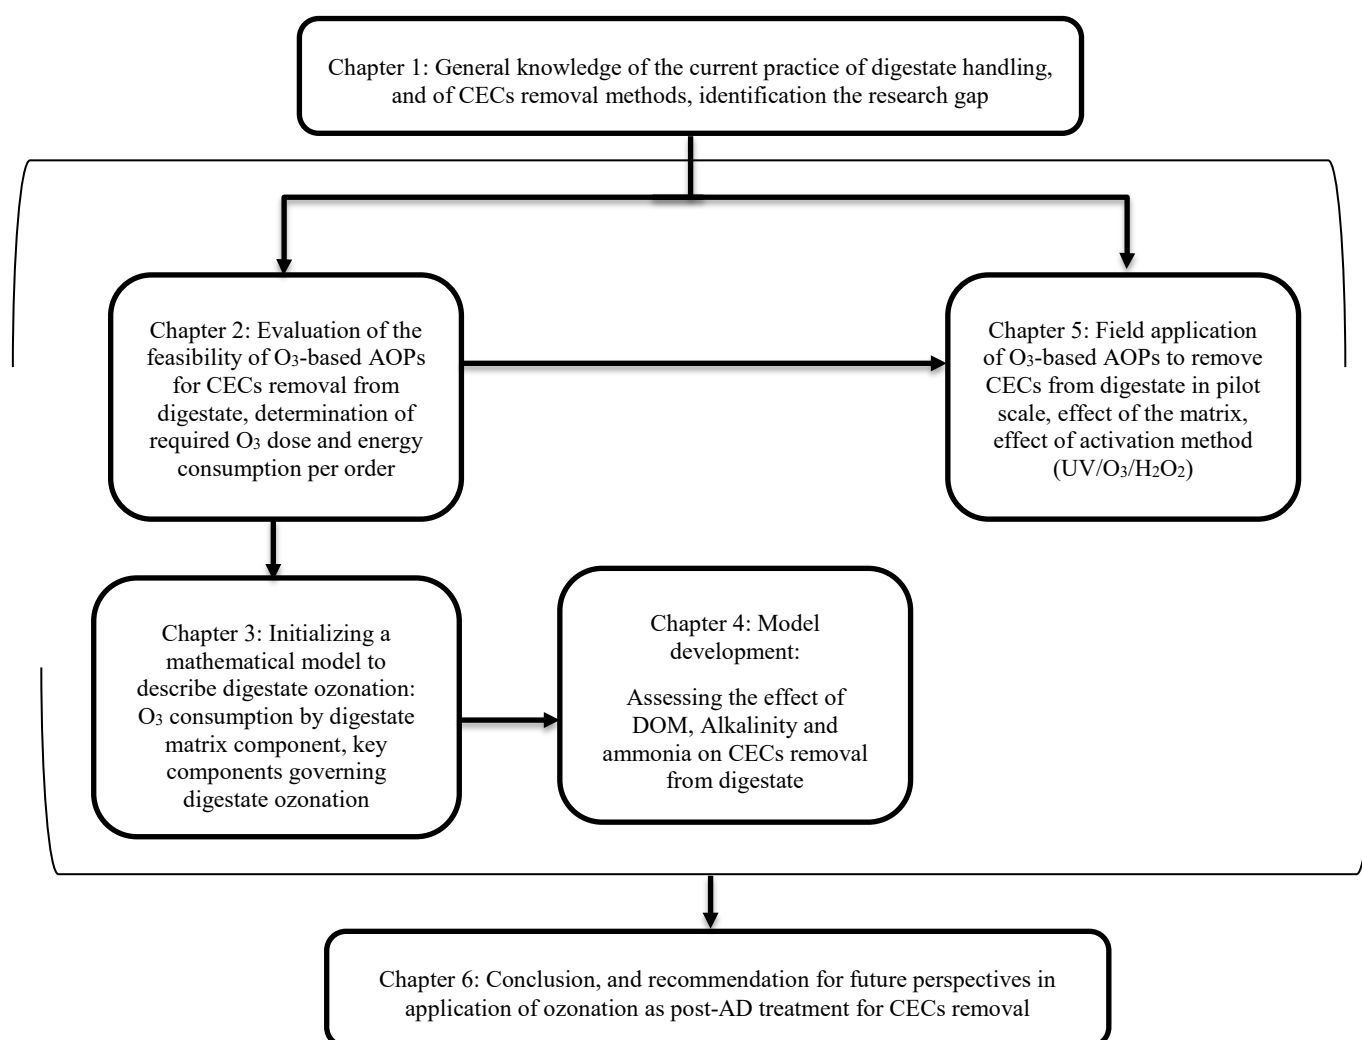 Chapter 1: General knowledge of the current practice of digestate handling,
and of CECs removal methods, identification the research gap
Chapter 2: Evaluation of the
feasibility of O₃-based AOPs
for CECs removal from
digestate, determination of
required O₃ dose and energy
consumption per order
Chapter 5: Field application
of O₃-based AOPs to remove
CECs from digestate in pilot
scale, effect of the matrix,
effect of activation method
(UV/O₃/H₂O₂)
Chapter 3: Initializing a
mathematical model to
describe digestate ozonation:
O₃ consumption by digestate
matrix component, key
components governing
digestate ozonation
Chapter 4: Model
development:
Assessing the effect of
DOM, Alkalinity and
ammonia on CECs removal
from digestate
Chapter 6: Conclusion, and recommendation for future perspectives in
application of ozonation as post-AD treatment for CECs removal